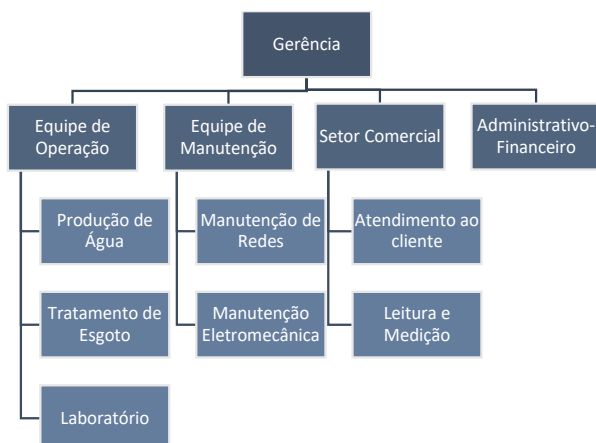 Gerência
Equipe de
Operação
Equipe de
Manutenção
Setor Comercial
Administrativo-
Financeiro
Produção de
Água
Manutenção de
Redes
Atendimento ao
cliente
Tratamento de
Esgoto
Manutenção
Eletromecânica
Leitura e
Medição
Laboratório